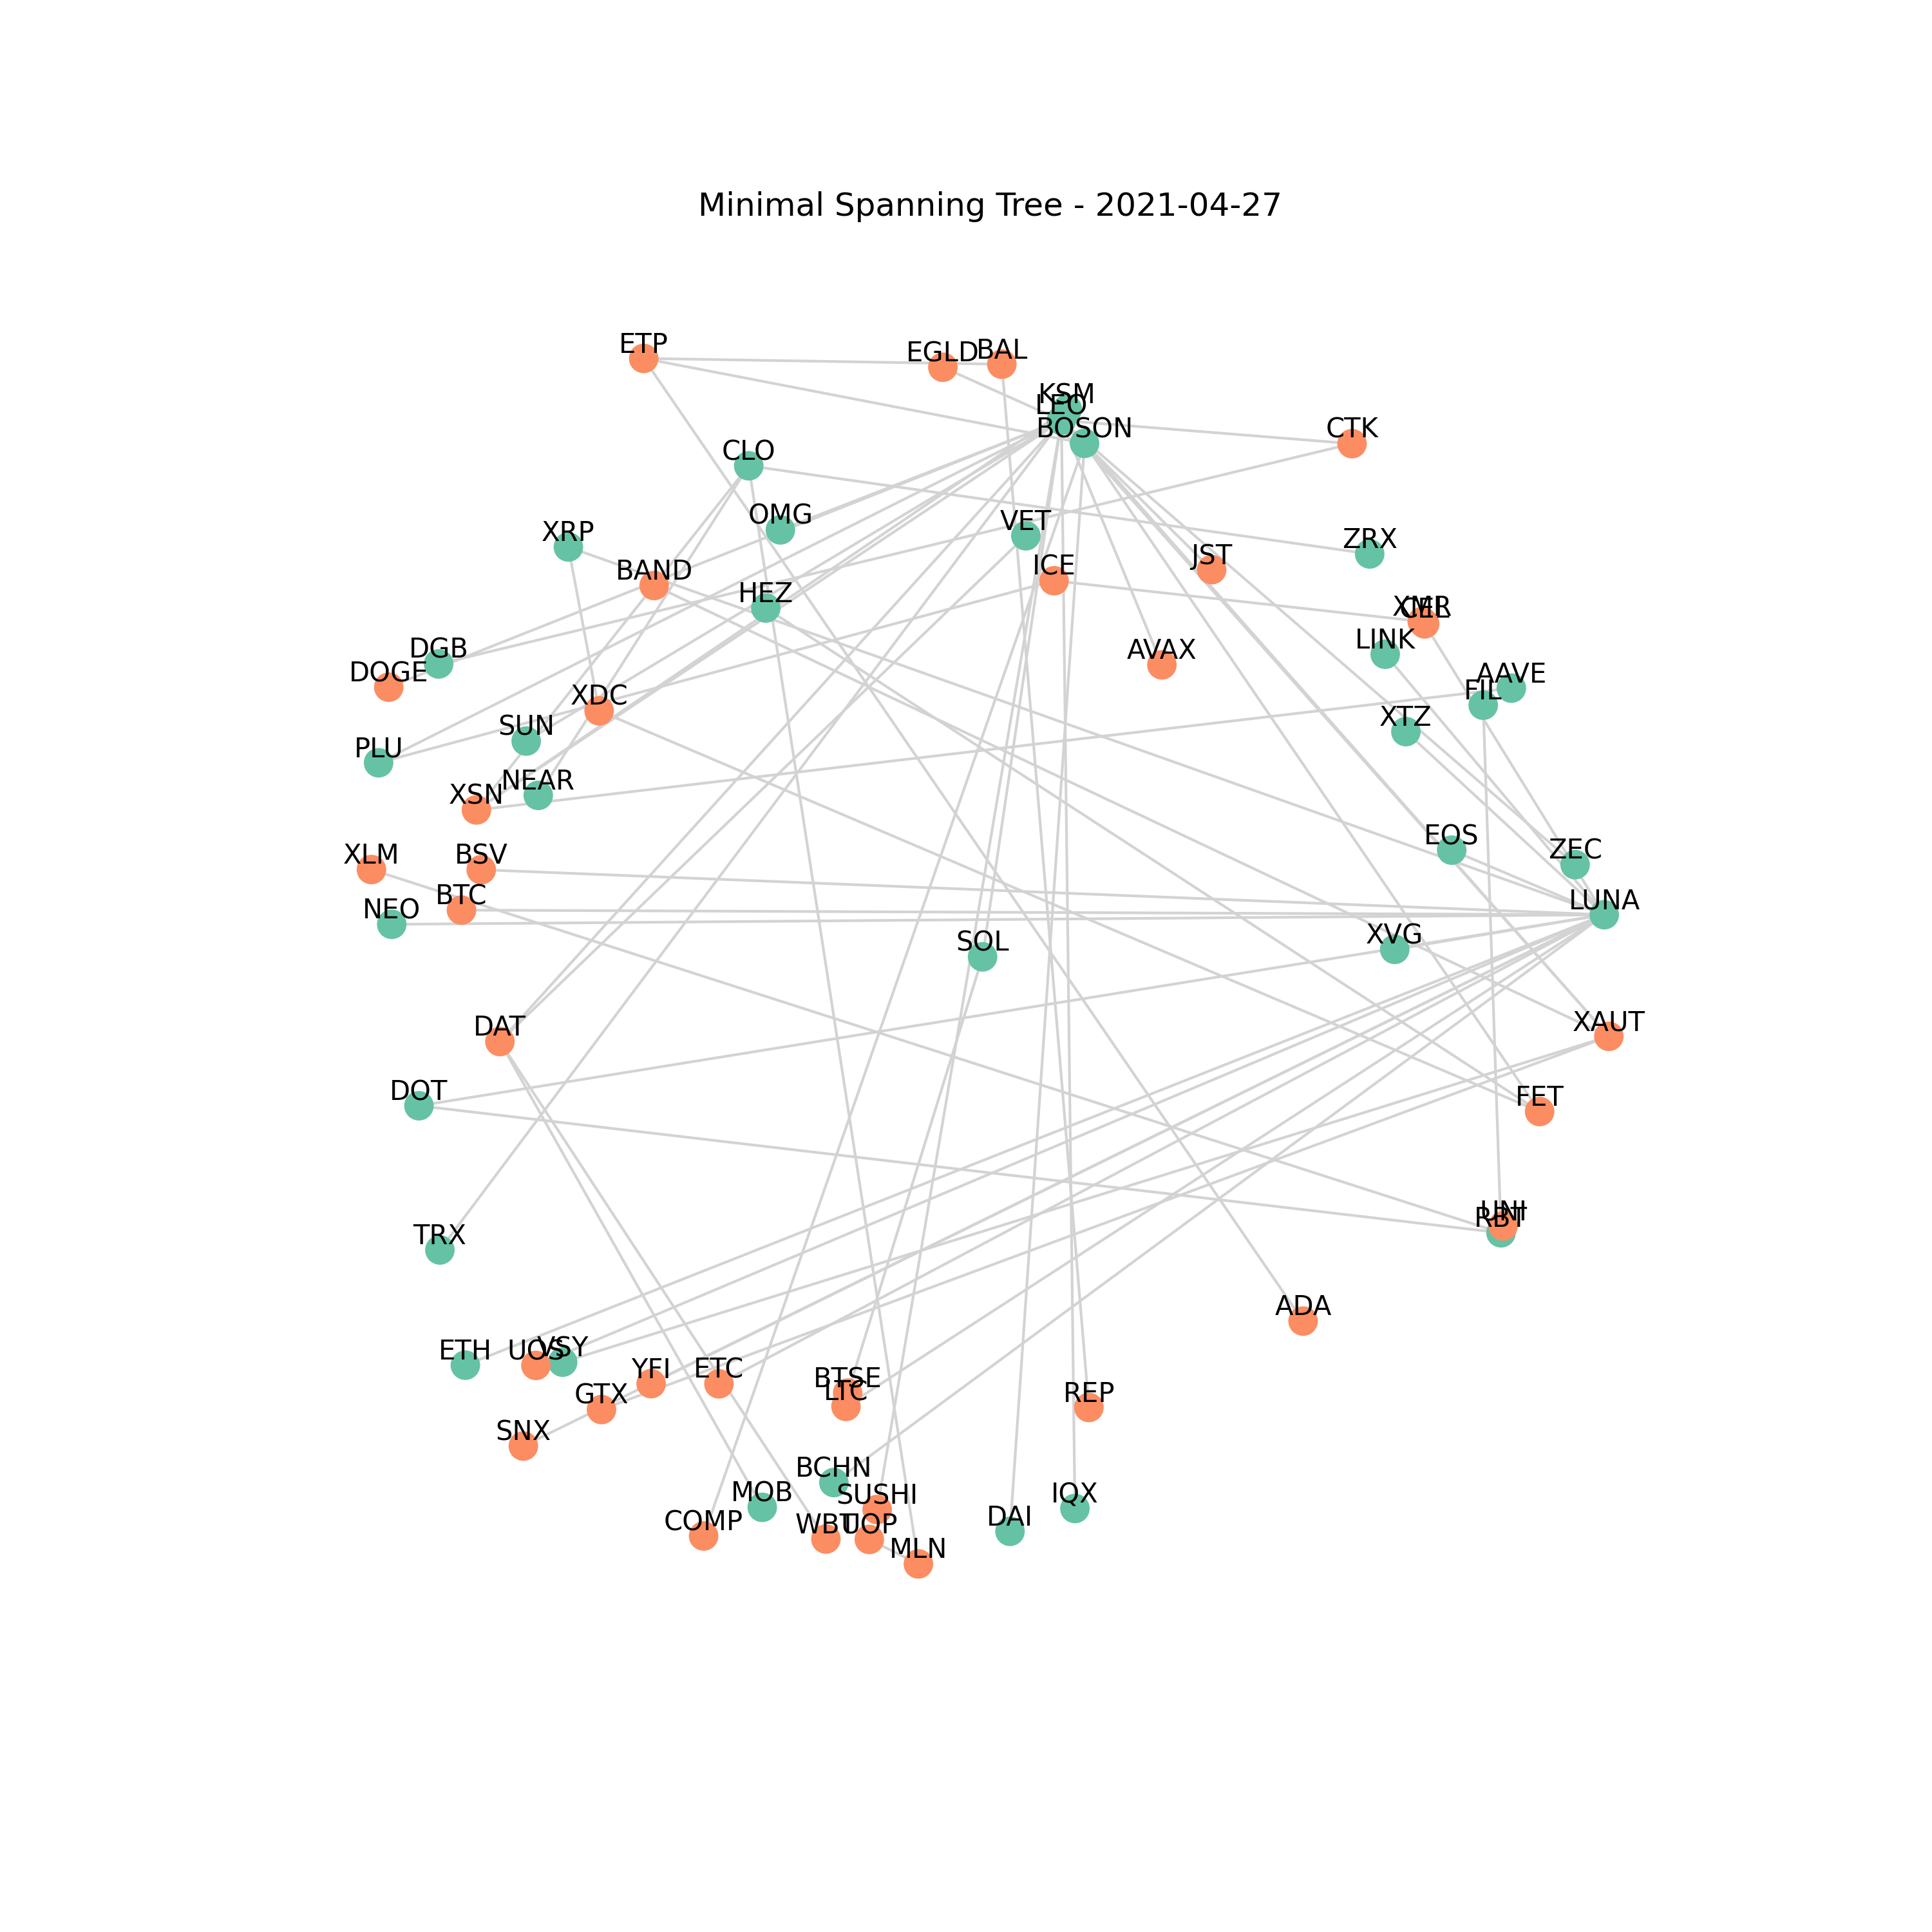 Minimal Spanning Tree - 2021-04-27
ETP
EGLD
BAL
KSM
LEO
BOSON
CTK
CLO
OMG
VET
XRP
ZRX
JST
ICE
BAND
HEZ
XMR
CEL
LINK
AVAX
DGB
DOGE
AAVE
FIL
XDC
XTZ
SUN
PLU
NEAR
XSN
EOS
XLM
BSV
ZEC
BTC
LUNA
NEO
XVG
SOL
XAUT
DAT
DOT
FET
UNI
RBT
TRX
ADA
ETH
UOS
VSY
YFI
ETC
BTSE
LTC
REP
GTX
SNX
BCHN
MOB
SUSHI
IQX
COMP
WBT
UOP
DAI
MLN